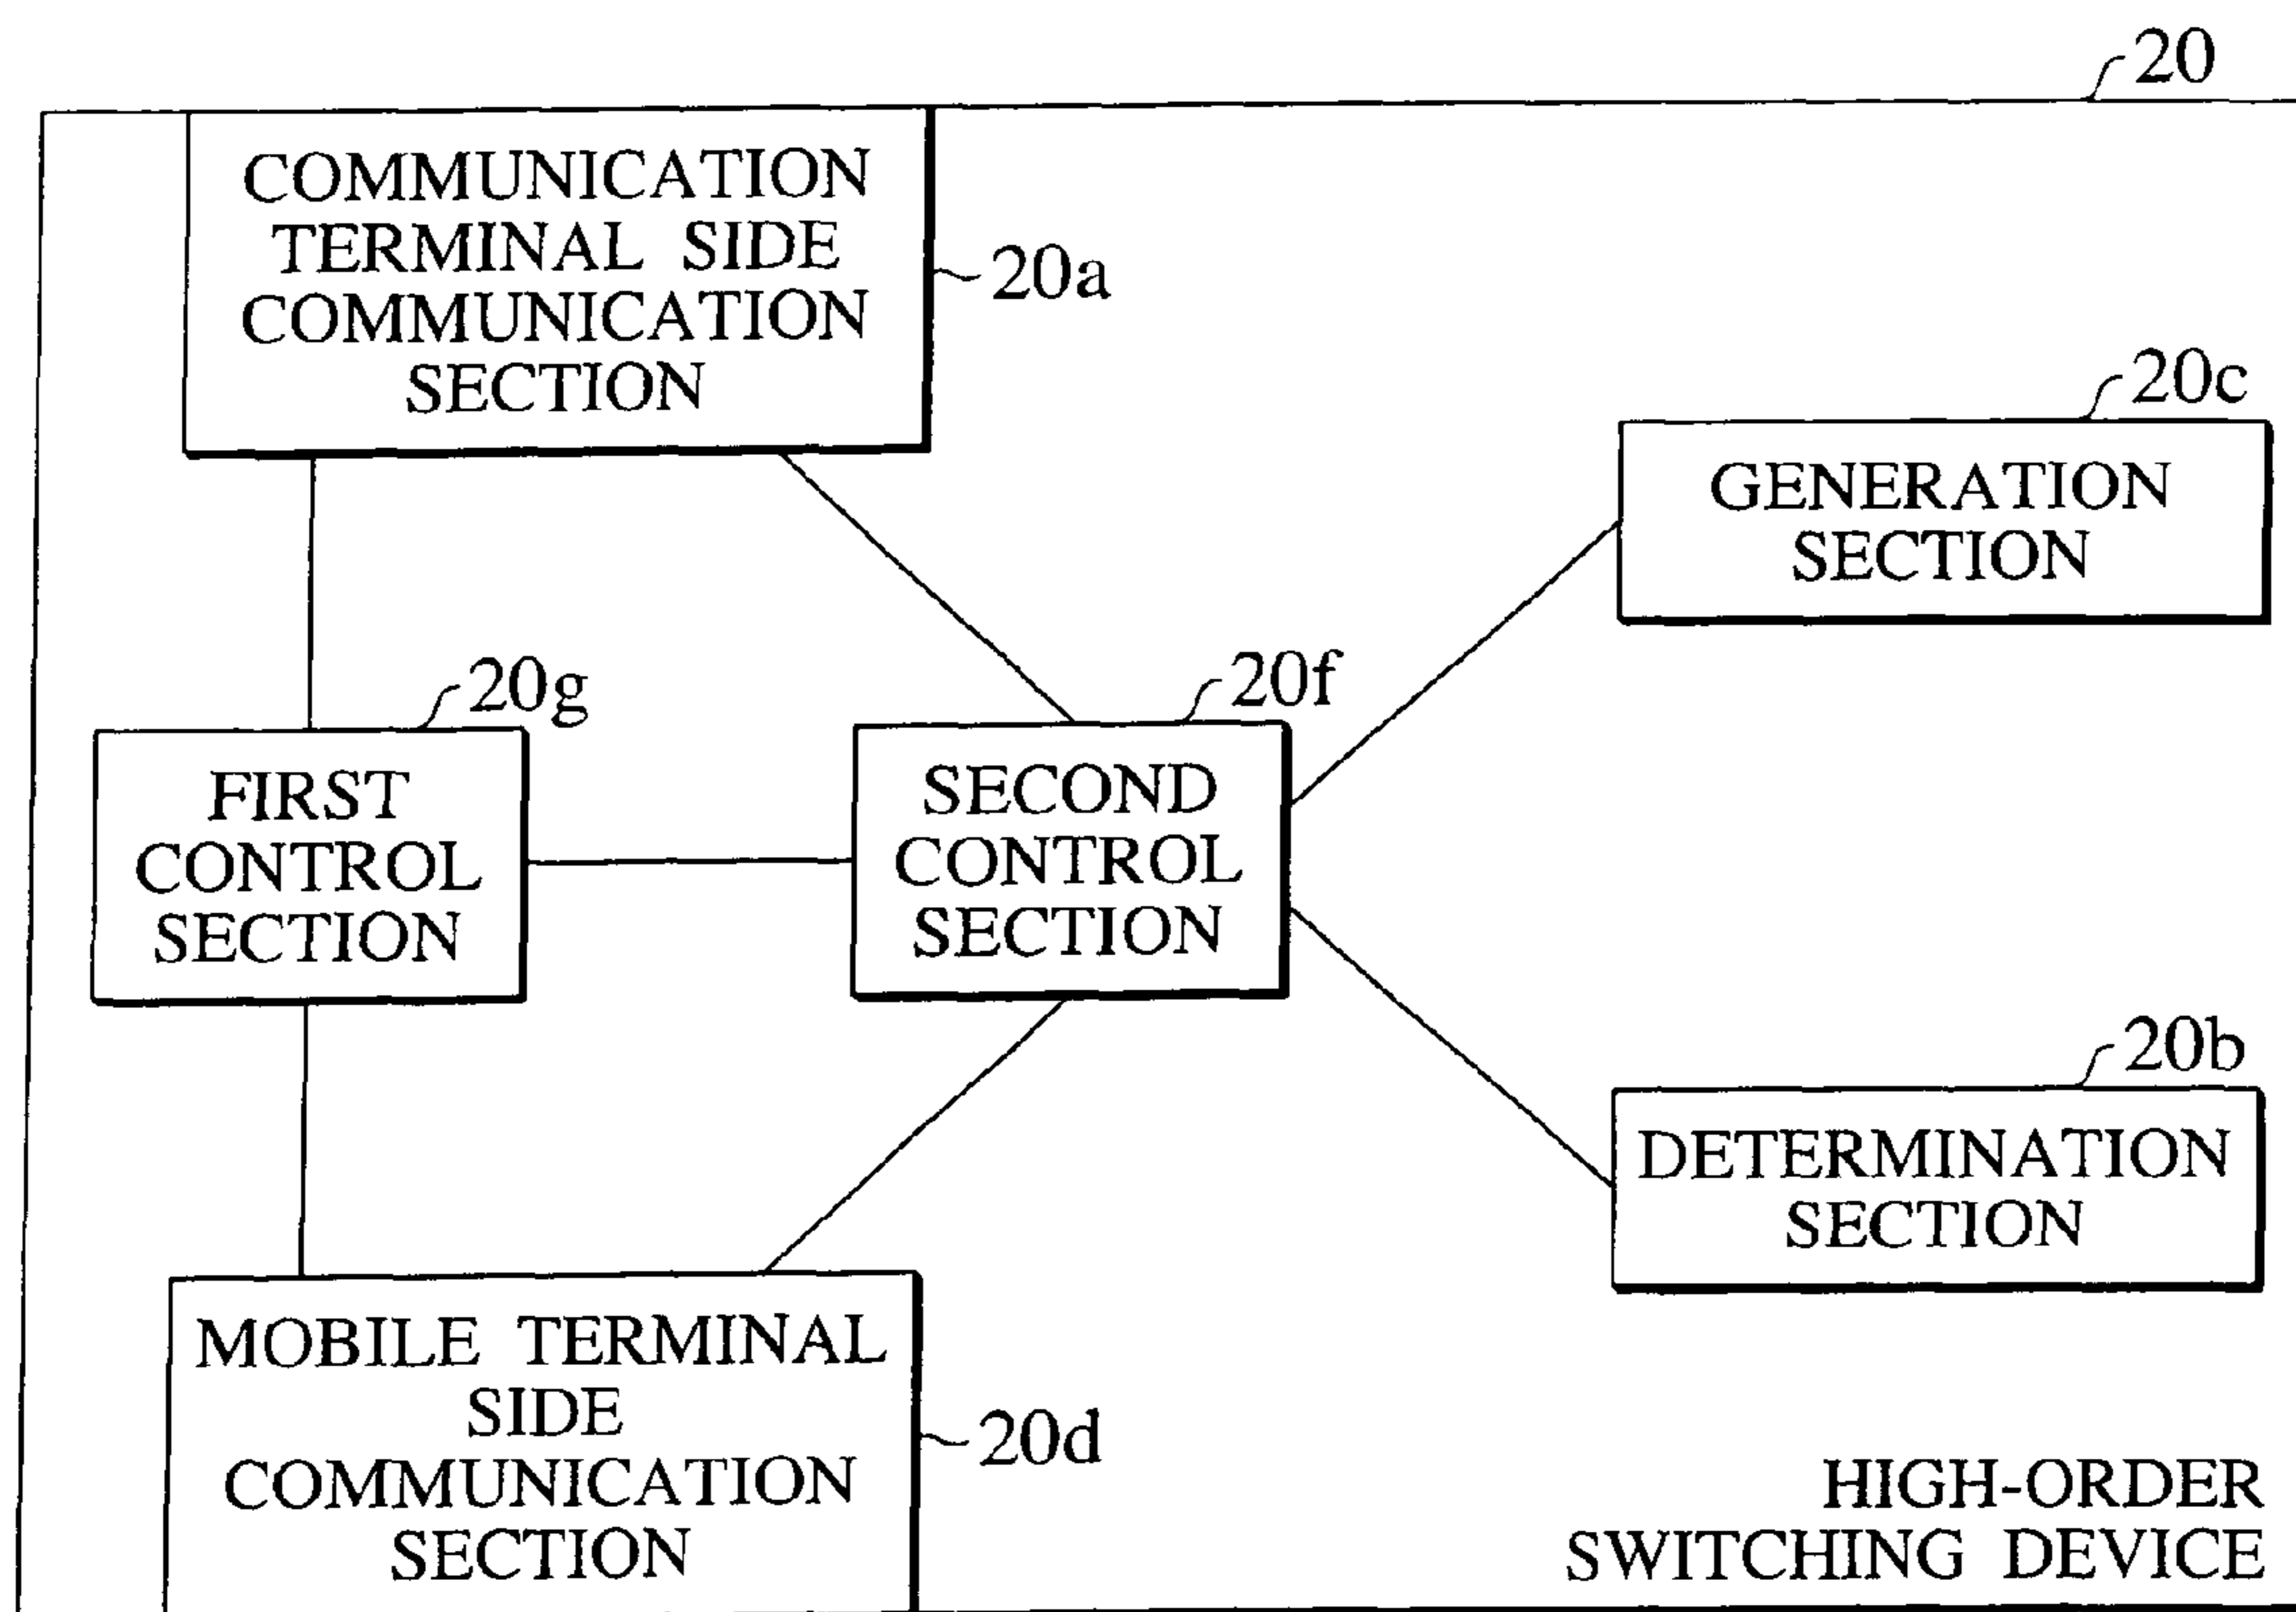 20
COMMUNICATION
TERMINAL SIDE
COMMUNICATION
SECTION
20a
20c
GENERATION
SECTION
20g
FIRST
CONTROL
SECTION
20f
SECOND
CONTROL
SECTION
20b
DETERMINATION
SECTION
MOBILE TERMINAL
SIDE
COMMUNICATION
SECTION
20d
HIGH-ORDER
SWITCHING DEVICE